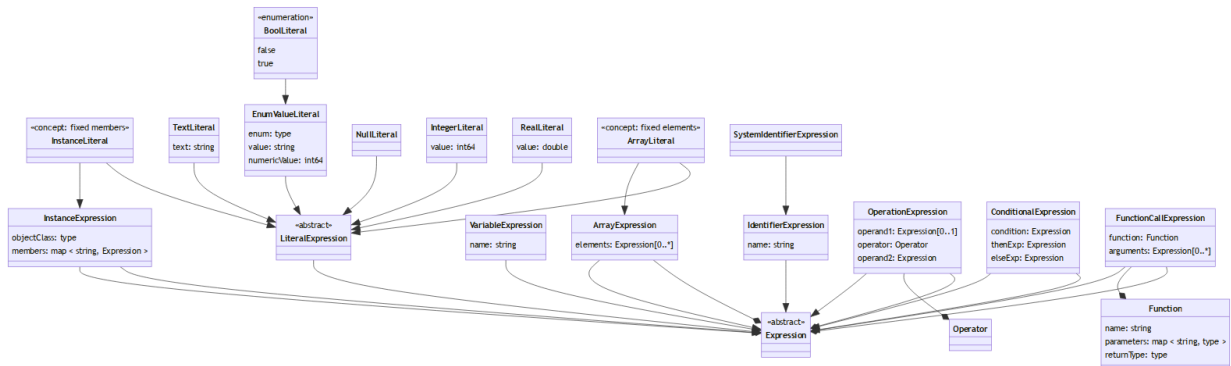 «enumeration»
BoolLiteral
false
true
«concept: fixed members»
InstanceLiteral
TextLiteral
text: string
EnumValueLiteral
enum: type
value: string
numericValue: int64
NullLiteral
IntegerLiteral
value: int64
RealLiteral
value: double
«concept: fixed elements»
ArrayLiteral
SystemIdentifierExpression
InstanceExpression
objectClass: type
members: map < string, Expression >
«abstract»
LiteralExpression
VariableExpression
name: string
ArrayExpression
elements: Expression[0..*]
IdentifierExpression
name: string
OperationExpression
operand1: Expression[0..1]
operator: Operator
operand2: Expression
ConditionalExpression
condition: Expression
thenExp: Expression
elseExp: Expression
FunctionCallExpression
function: Function
arguments: Expression[0..*]
«abstract»
Expression
Operator
Function
name: string
parameters: map < string, type >
returnType: type